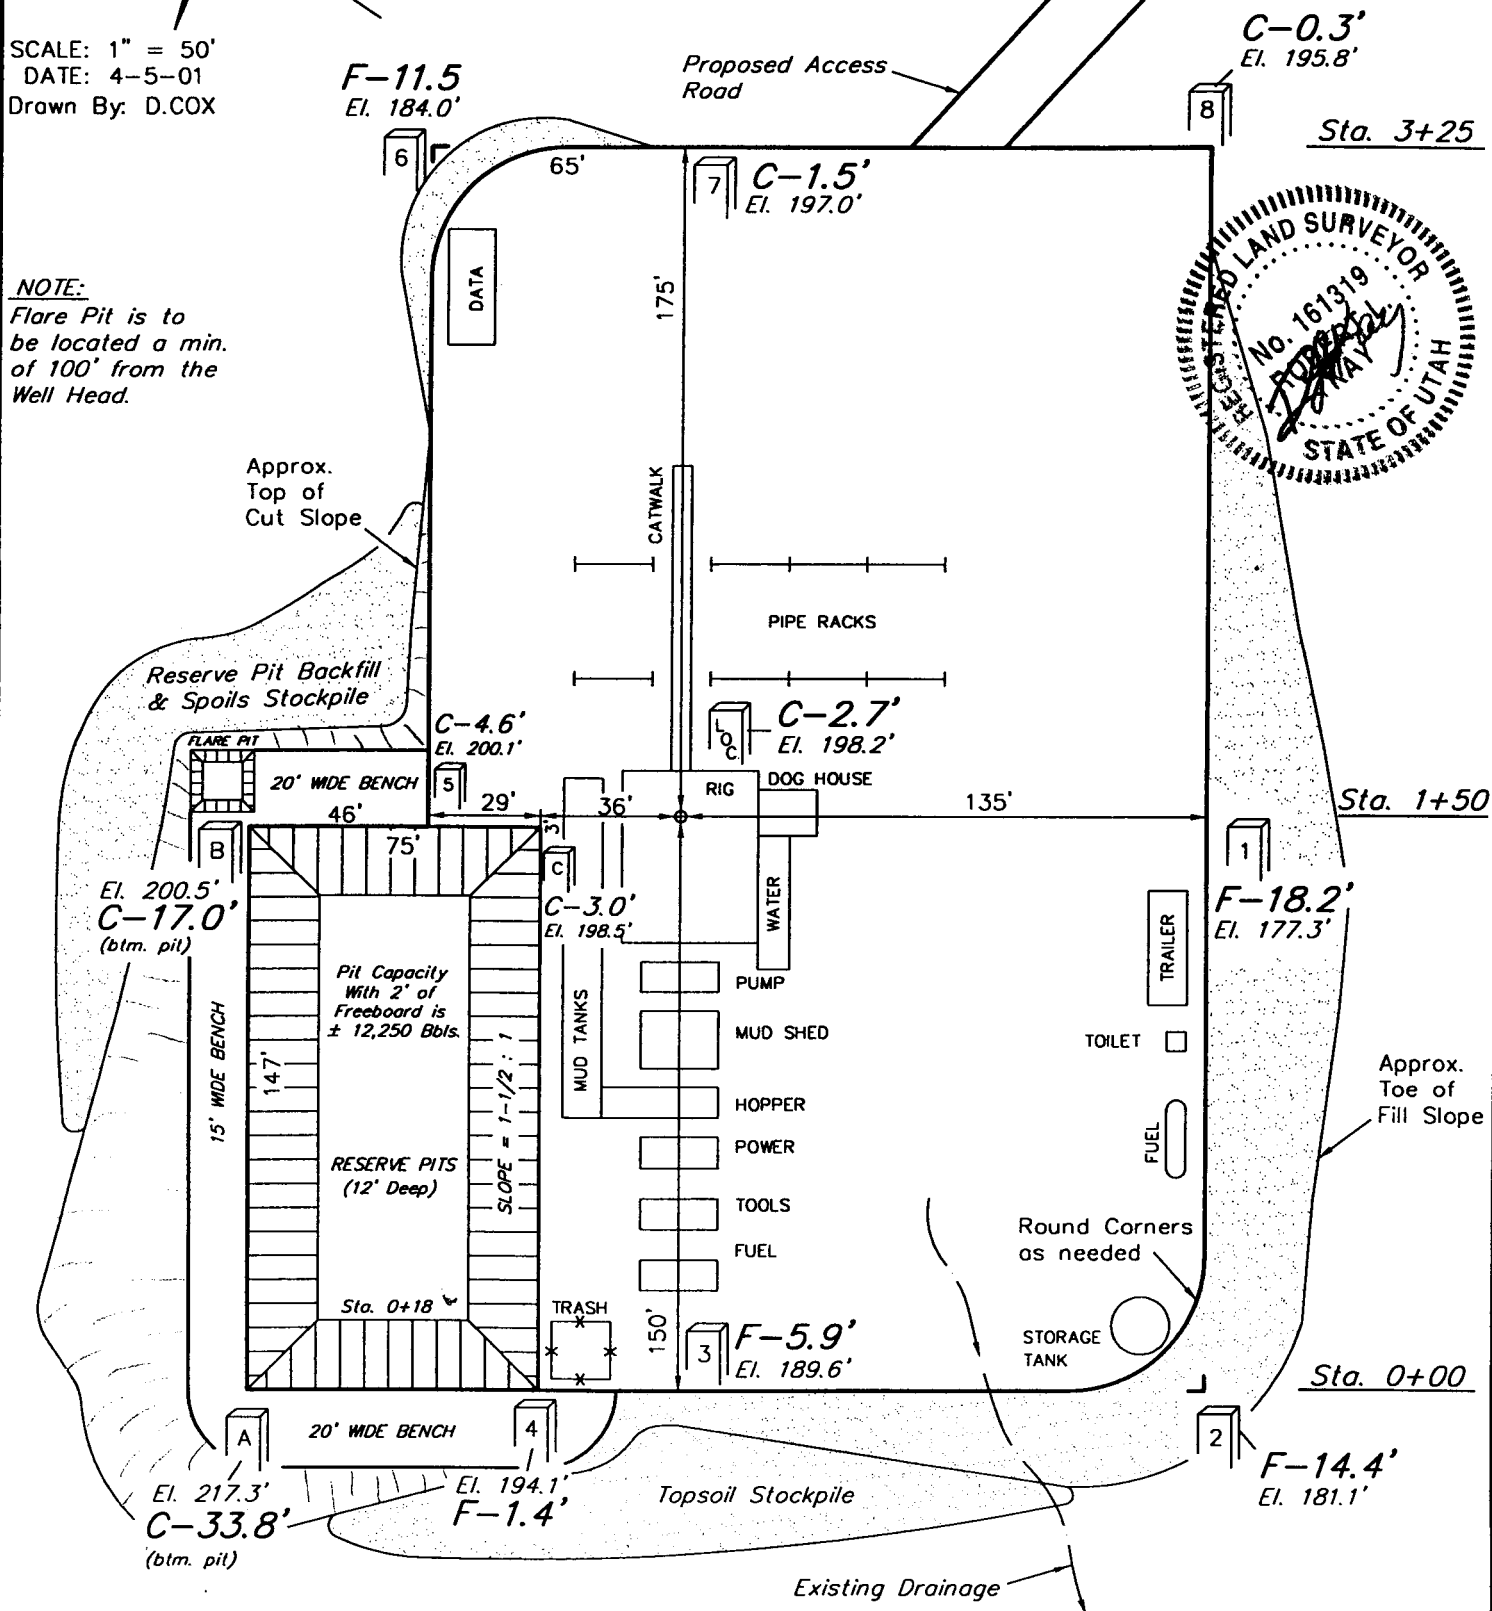 SCALE: 1" = 50'
DATE: 4-5-01
Drawn By: D.COX
F-11.5
El. 184.0'
6
65'
Proposed Access
Road
C-0.3'
El. 195.8'
8
Sta. 3+25
7
C-1.5'
El. 197.0'
175'
DATA
REGISTERED LAND SURVEYOR
No. 161319
STATE OF UTAH
NOTE:
Flare Pit is to
be located a min.
of 100' from the
Well Head.
Approx.
Top of
Cut Slope
CATWALK
PIPE RACKS
Reserve Pit Backfill
& Spoils Stockpile
C-4.6'
El. 200.1'
5
LOC.
C-2.7'
El. 198.2'
FLARE PIT
20' WIDE BENCH
RIG
DOG HOUSE
46'
29'
36'
135'
Sta. 1+50
75'
3'
B
El. 200.5'
C-17.0'
(btm. pit)
C
C-3.0'
El. 198.5'
WATER
1
F-18.2'
El. 177.3'
TRAILER
Pit Capacity
With 2' of
Freeboard is
± 12,250 Bbls.
15' WIDE BENCH
147'
SLOPE = 1-1/2 : 1
MUD TANKS
PUMP
MUD SHED
HOPPER
POWER
TOOLS
FUEL
TOILET
FUEL
Approx.
Toe of
Fill Slope
RESERVE PITS
(12' Deep)
Round Corners
as needed
Sta. 0+18
TRASH
150'
3
F-5.9'
El. 189.6'
STORAGE
TANK
Sta. 0+00
A
El. 217.3'
C-33.8'
(btm. pit)
20' WIDE BENCH
4
El. 194.1'
F-1.4'
Topsoil Stockpile
2
F-14.4'
El. 181.1'
Existing Drainage